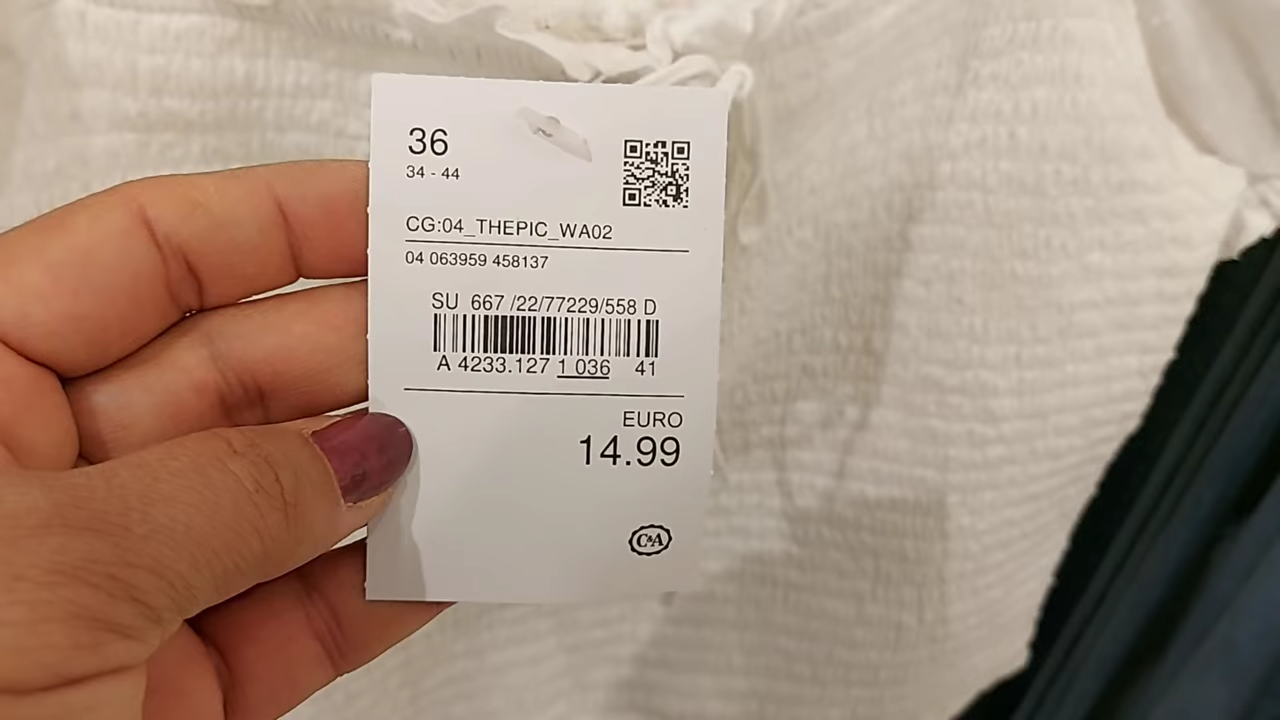 36
34 - 44
CG:04_THEPIC_WA02
04 063959 458137
SU 667 /22/77229/558 D
A 4233.127 1 036 41
EURO
14.99
C&A